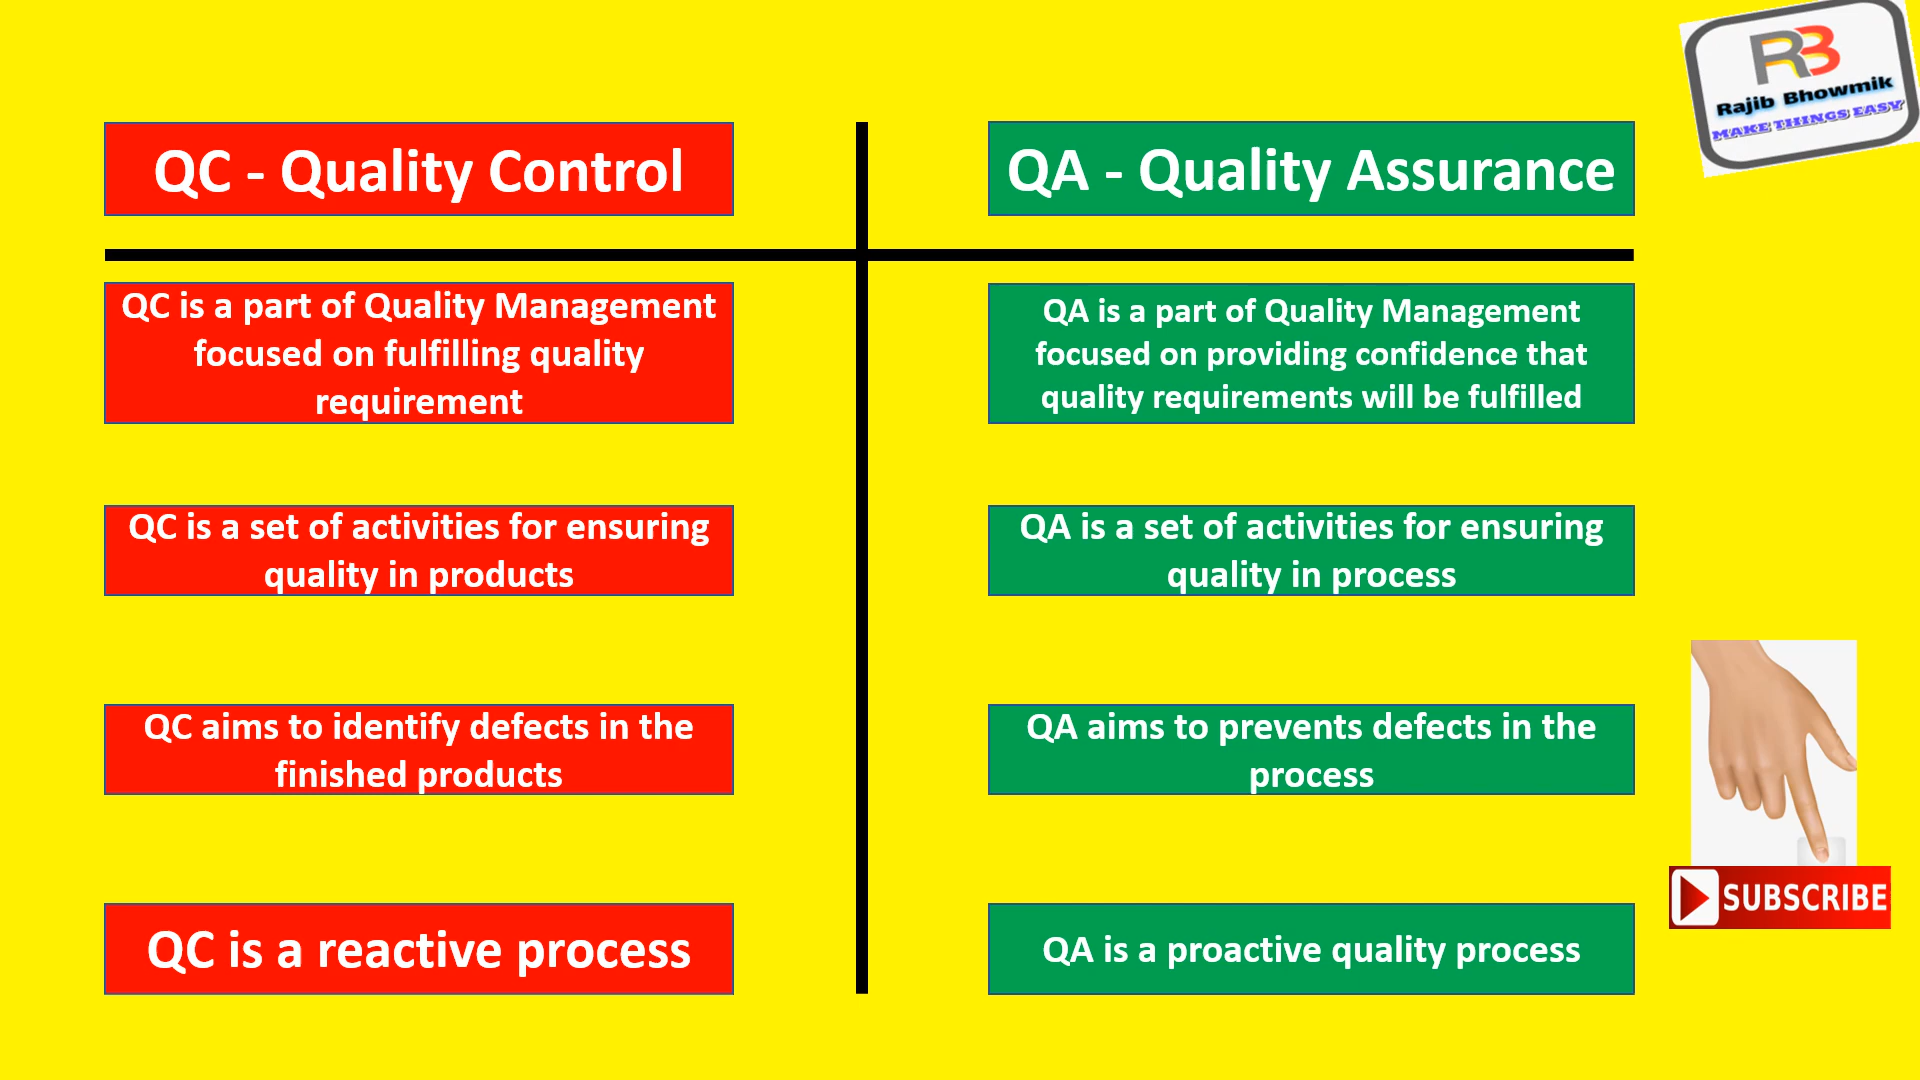 RB
Rajib Bhowmik
MAKE THINGS EASY
QC - Quality Control
QA - Quality Assurance
QC is a part of Quality Management
focused on fulfilling quality
requirement
QA is a part of Quality Management
focused on providing confidence that
quality requirements will be fulfilled
QC is a set of activities for ensuring
quality in products
QA is a set of activities for ensuring
quality in process
QC aims to identify defects in the
finished products
QA aims to prevents defects in the
process
QC is a reactive process
QA is a proactive quality process
SUBSCRIBE